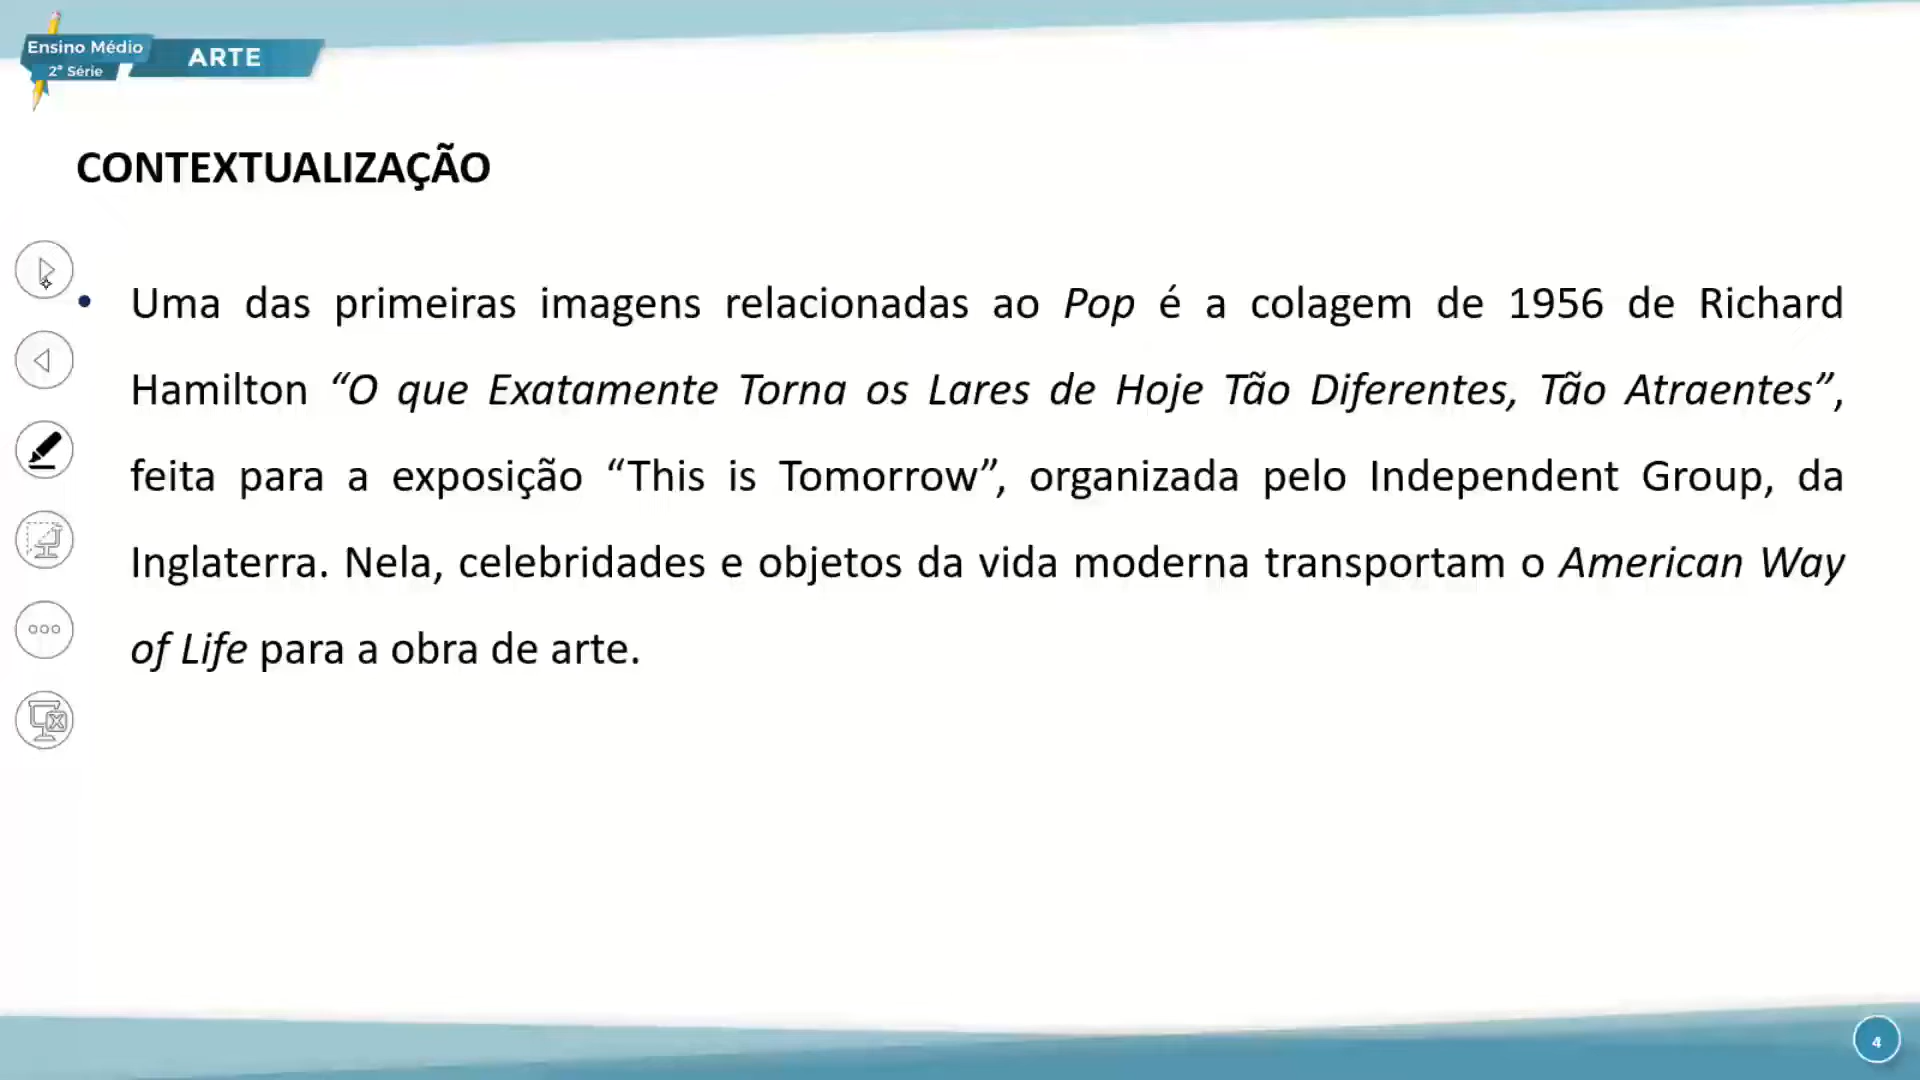 Ensino Médio
2ª Série
ARTE
CONTEXTUALIZAÇÃO
• Uma das primeiras imagens relacionadas ao Pop é a colagem de 1956 de Richard
Hamilton “O que Exatamente Torna os Lares de Hoje Tão Diferentes, Tão Atraentes”,
feita para a exposição “This is Tomorrow”, organizada pelo Independent Group, da
Inglaterra. Nela, celebridades e objetos da vida moderna transportam o American Way
of Life para a obra de arte.
4